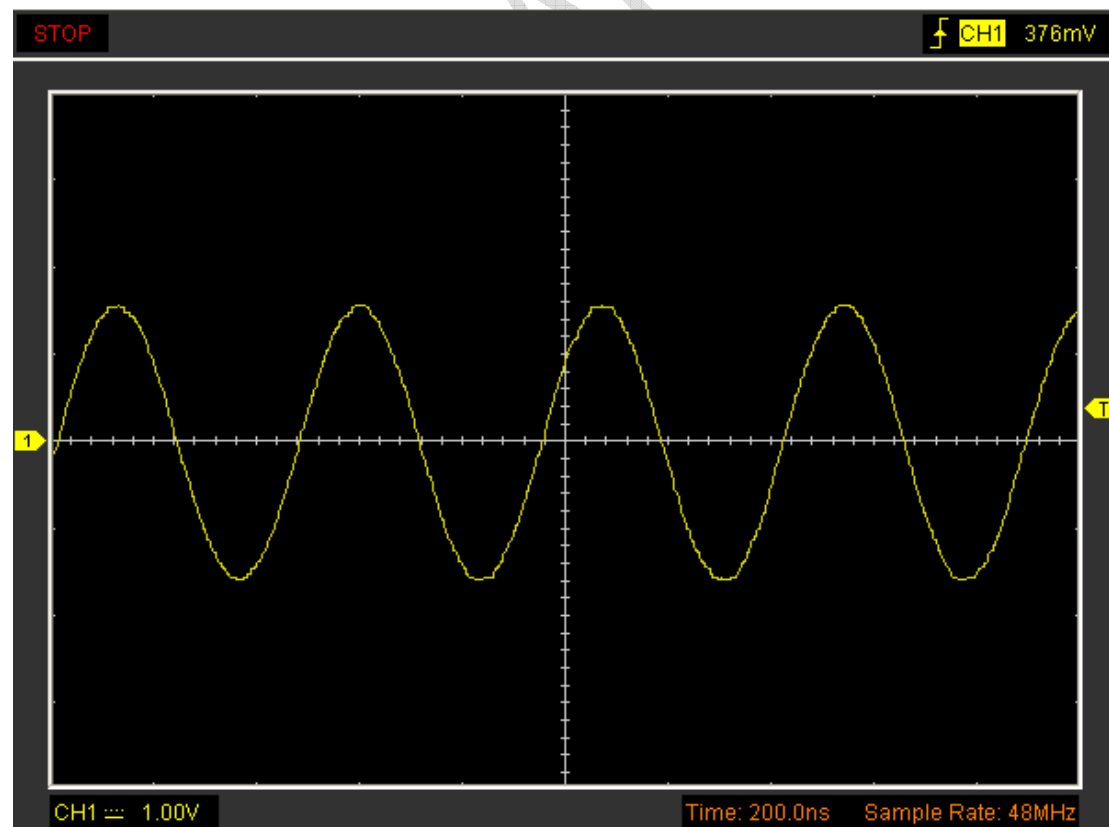 STOP
CH1 376mV
1
T
CH1 1.00V
Time: 200.0ns Sample Rate: 48MHz